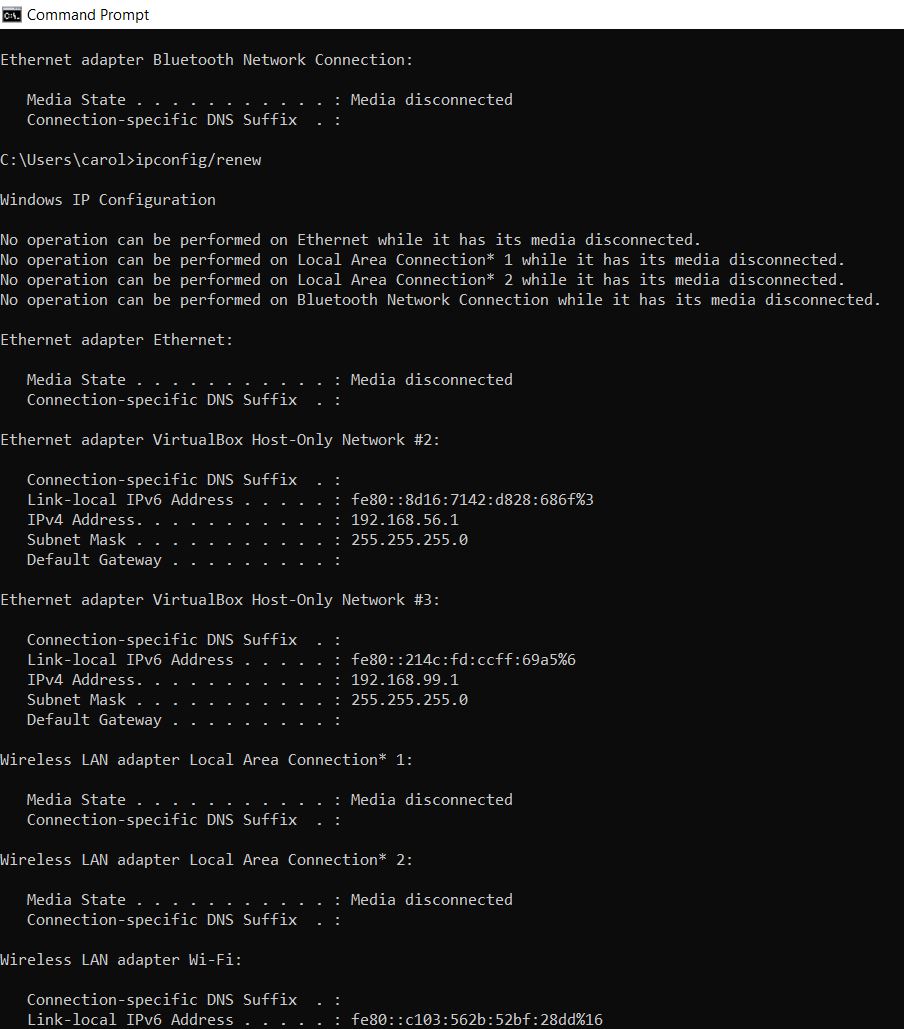 Command Prompt
Ethernet adapter Bluetooth Network Connection:
Media State . . . . . . . . . . . : Media disconnected
Connection-specific DNS Suffix  . :
C:\Users\carol>ipconfig/renew
Windows IP Configuration
No operation can be performed on Ethernet while it has its media disconnected.
No operation can be performed on Local Area Connection* 1 while it has its media disconnected.
No operation can be performed on Local Area Connection* 2 while it has its media disconnected.
No operation can be performed on Bluetooth Network Connection while it has its media disconnected.
Ethernet adapter Ethernet:
Media State . . . . . . . . . . . : Media disconnected
Connection-specific DNS Suffix  . :
Ethernet adapter VirtualBox Host-Only Network #2:
Connection-specific DNS Suffix  . :
Link-local IPv6 Address . . . . . : fe80::8d16:7142:d828:686f%3
IPv4 Address. . . . . . . . . . . : 192.168.56.1
Subnet Mask . . . . . . . . . . . : 255.255.255.0
Default Gateway . . . . . . . . . :
Ethernet adapter VirtualBox Host-Only Network #3:
Connection-specific DNS Suffix  . :
Link-local IPv6 Address . . . . . : fe80::214c:fd:ccff:69a5%6
IPv4 Address. . . . . . . . . . . : 192.168.99.1
Subnet Mask . . . . . . . . . . . : 255.255.255.0
Default Gateway . . . . . . . . . :
Wireless LAN adapter Local Area Connection* 1:
Media State . . . . . . . . . . . : Media disconnected
Connection-specific DNS Suffix  . :
Wireless LAN adapter Local Area Connection* 2:
Media State . . . . . . . . . . . : Media disconnected
Connection-specific DNS Suffix  . :
Wireless LAN adapter Wi-Fi:
Connection-specific DNS Suffix  . :
Link-local IPv6 Address . . . . . : fe80::c103:562b:52bf:28dd%16